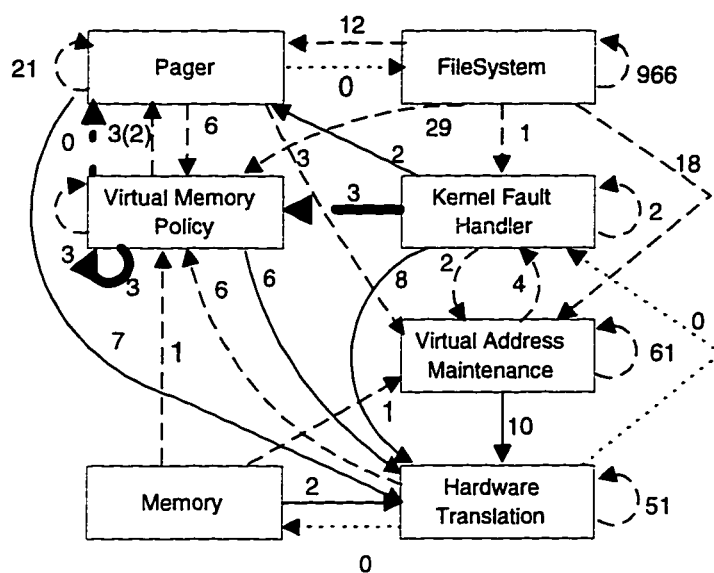 12
21
Pager
FileSystem
966
0
0
3(2)
6
3
29
1
18
2
Virtual Memory
Policy
3
Kernel Fault
Handler
2
3
3
6
6
8
2
4
0
7
1
Virtual Address
Maintenance
61
1
10
Memory
2
Hardware
Translation
51
0